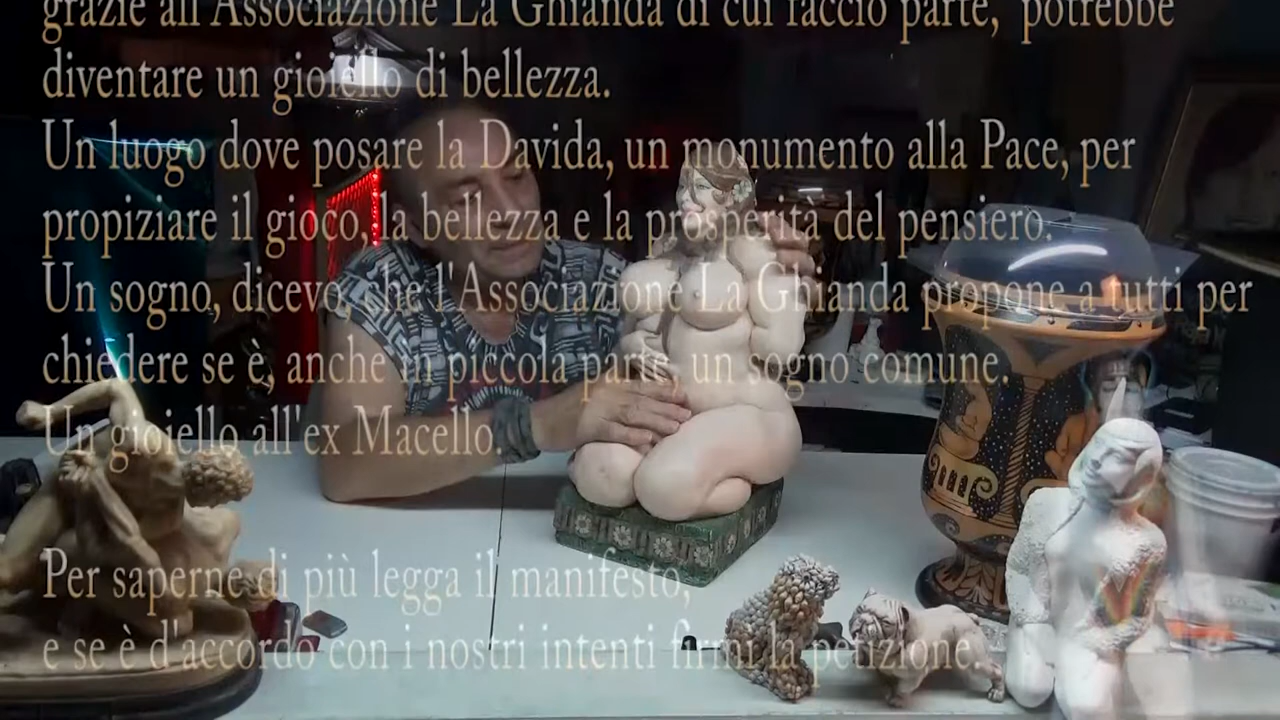 grazie all'Associazione La Ghianda di cui faccio parte, potrebbe
diventare un gioiello di bellezza.
Un luogo dove posare la Davida, un monumento alla Pace, per
propiziare il gioco, la bellezza e la prosperità del pensiero.
Un sogno, dicevo, che l'Associazione La Ghianda propone a tutti per
chiedere se è, anche in piccola parte, un sogno comune.
Un gioiello all'ex Macello.
Per saperne di più legga il manifesto,
e se è d'accordo con i nostri intenti firmi la petizione.